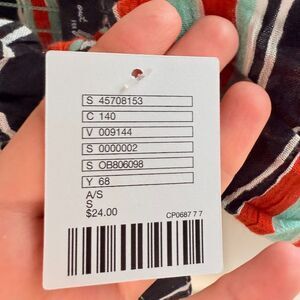 S 45708153
C 140
V 009144
S 0000002
S OB806098
Y 68
A/S
S
$24.00
CP0687 7 7